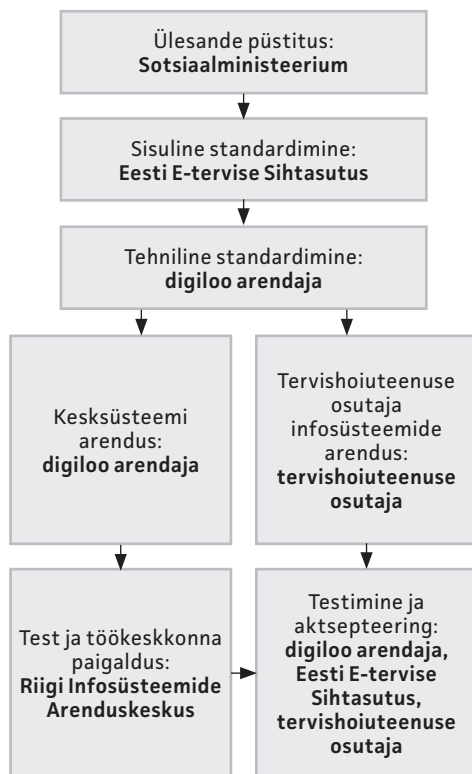 Ülesande püstitus:
Sotsiaalministeerium
Sisuline standardimine:
Eesti E-tervise Sihtasutus
Tehniline standardimine:
digiloo arendaja
Kesksüsteemi
arendus:
digiloo arendaja
Tervishoiuteenuse
osutaja
infosüsteemide
arendus:
tervishoiuteenuse
osutaja
Test ja töökeskkonna
paigaldus:
Riigi Infosüsteemide
Arenduskeskus
Testimine ja
aktsepteering:
digiloo arendaja,
Eesti E-tervise
Sihtasutus,
tervishoiuteenuse
osutaja